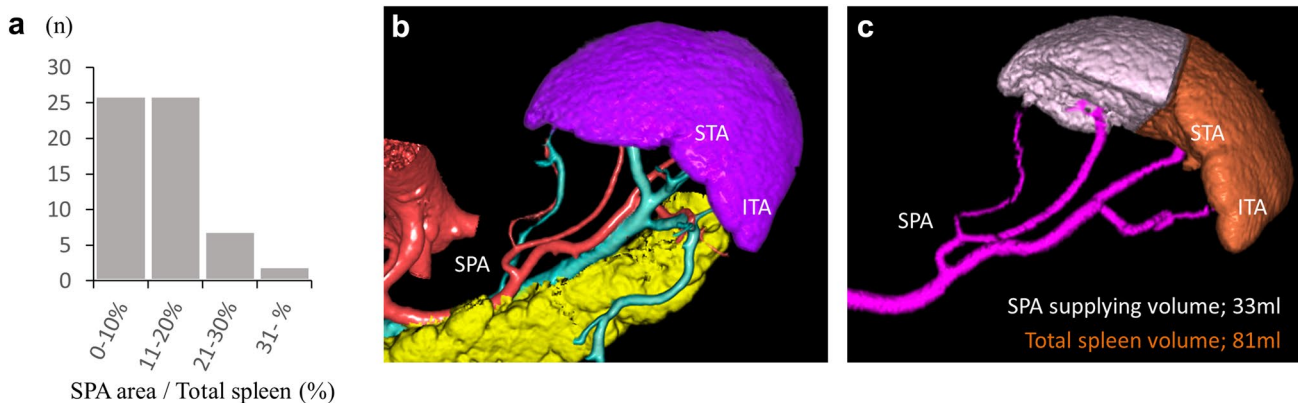 a (n)
30
25
20
15
10
5
0
0-10%
11-20%
21-30%
31- %
SPA area / Total spleen (%)
b
STA
ITA
SPA
c
STA
SPA
ITA
SPA supplying volume; 33ml
Total spleen volume; 81ml